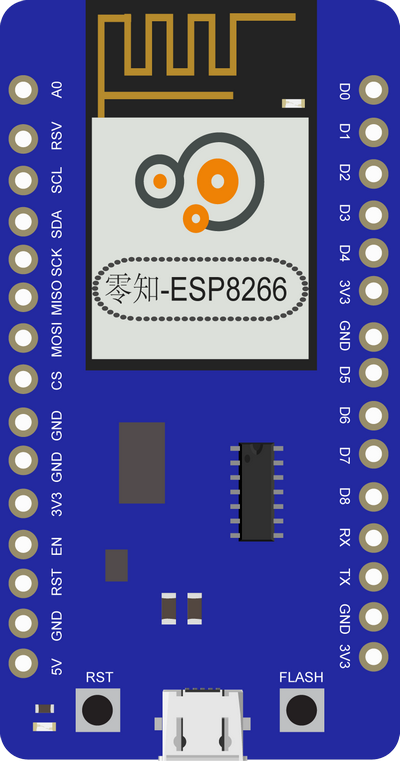 零知-ESP8266
A0
RSV
SCL
SDA
SCK
MISO
MOSI
CS
GND
GND
3V3
EN
RST
GND
5V
D0
D1
D2
D3
D4
3V3
GND
D5
D6
D7
D8
RX
TX
GND
3V3
RST
FLASH